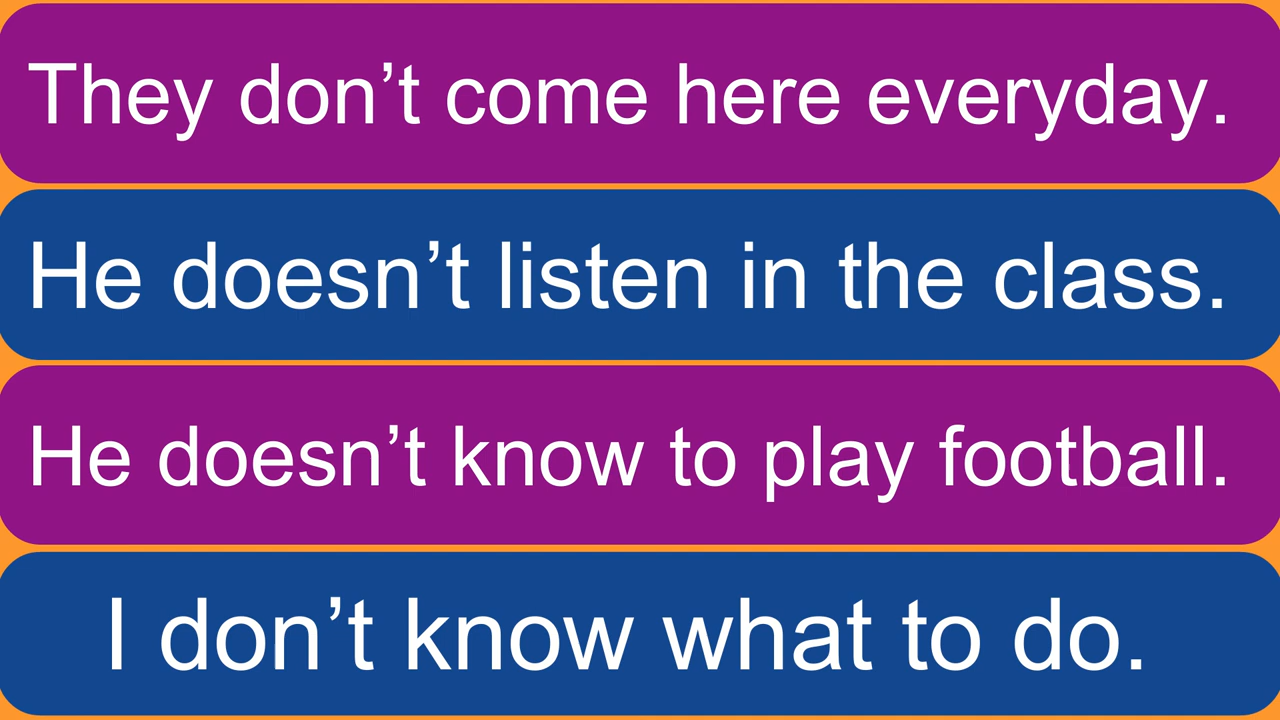 They don’t come here everyday.
He doesn’t listen in the class.
He doesn’t know to play football.
I don’t know what to do.